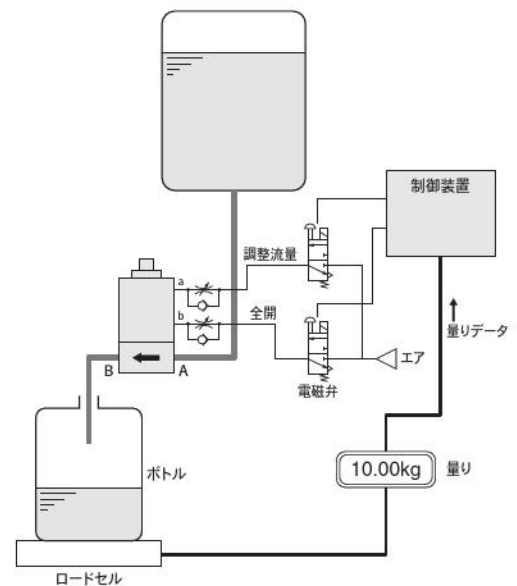 制御装置
調整流量
a
b
全開
量りデータ
エア
B
A
電磁弁
ボトル
10.00kg
量り
ロードセル